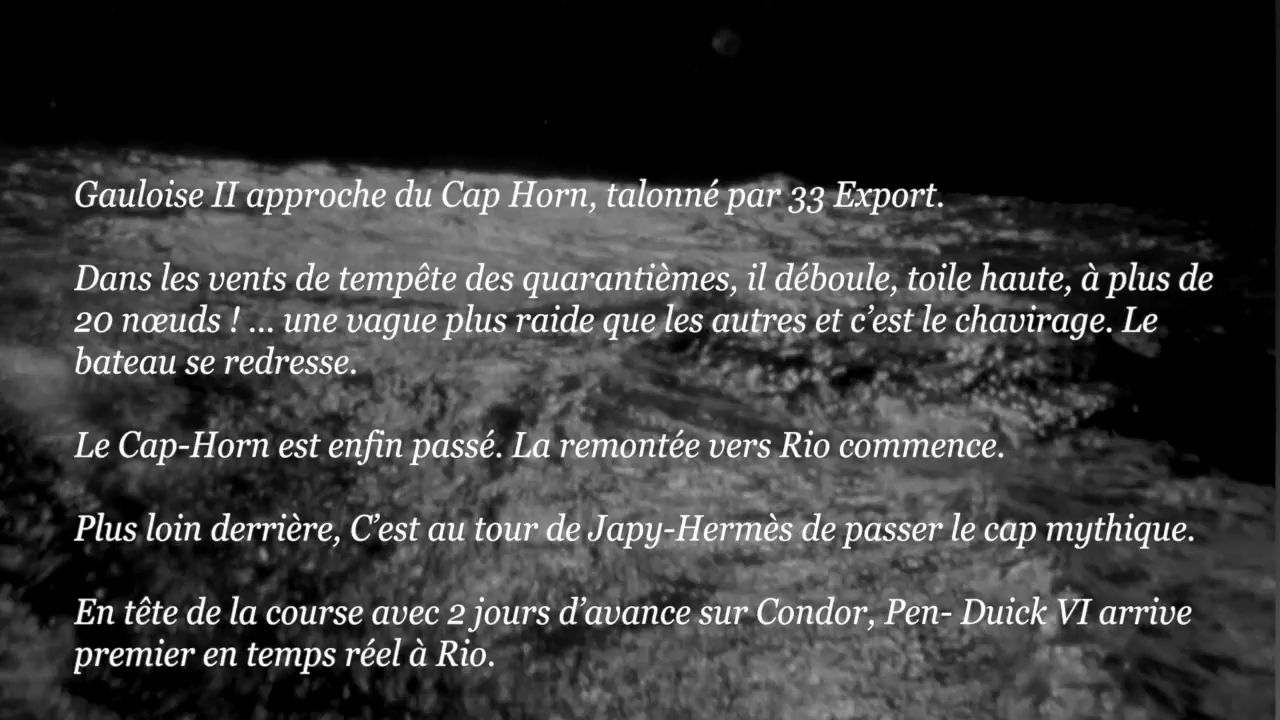 Gauloise II approche du Cap Horn, talonné par 33 Export.
Dans les vents de tempête des quarantièmes, il déboule, toile haute, à plus de
20 nœuds ! ... une vague plus raide que les autres et c’est le chavirage. Le
bateau se redresse.
Le Cap-Horn est enfin passé. La remontée vers Rio commence.
Plus loin derrière, C’est au tour de Japy-Hermès de passer le cap mythique.
En tête de la course avec 2 jours d’avance sur Condor, Pen- Duick VI arrive
premier en temps réel à Rio.